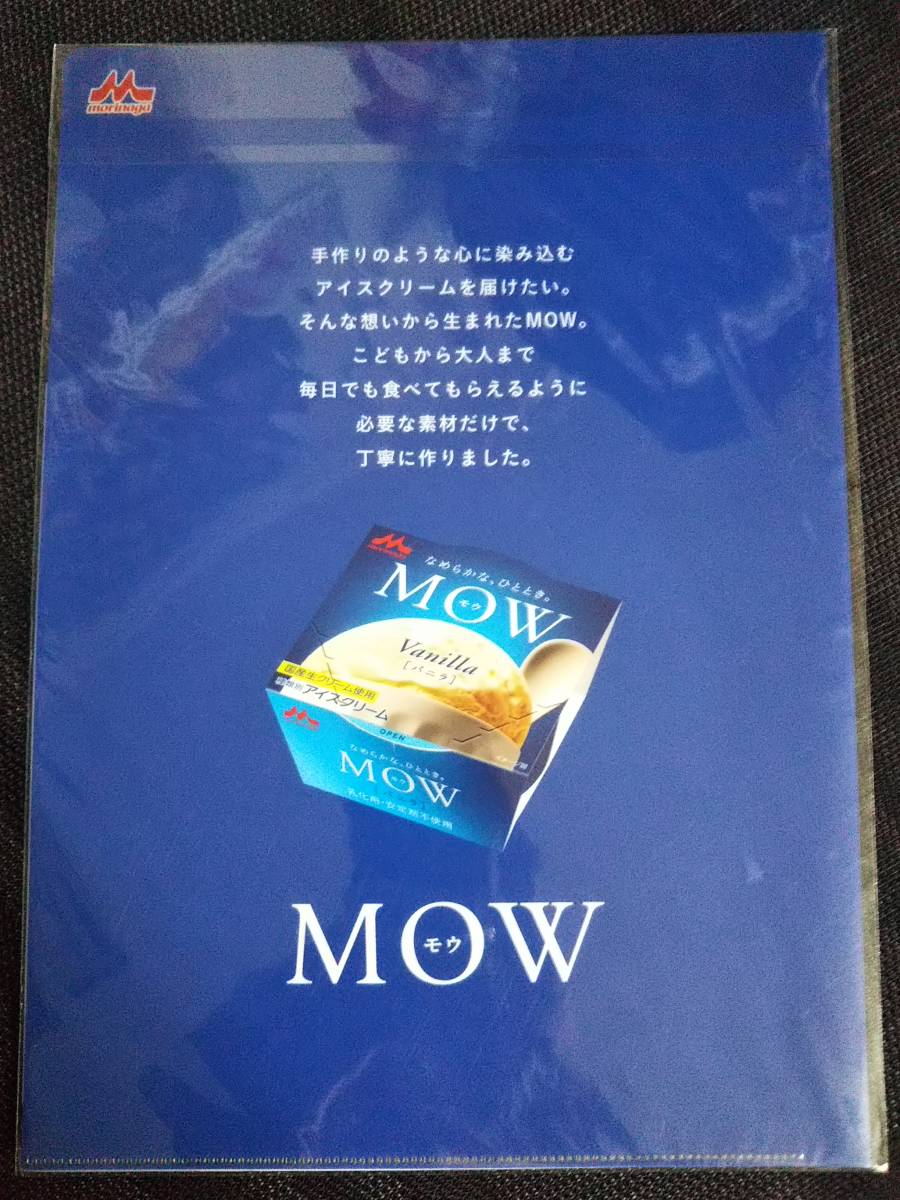 morinaga
手作りのような心に染み込む
アイスクリームを届けたい。
そんな想いから生まれたMOW。
こどもから大人まで
毎日でも食べてもらえるように
必要な素材だけで、
丁寧に作りました。
morinaga
なめらかな、ひととき。
MOW
モウ
Vanilla
[バニラ]
国産生クリーム使用
種類別 アイスクリーム
OPEN
なめらかな、ひととき。
MOW
モウ
[バニラ]
乳化剤・安定剤不使用
MOW
モウ